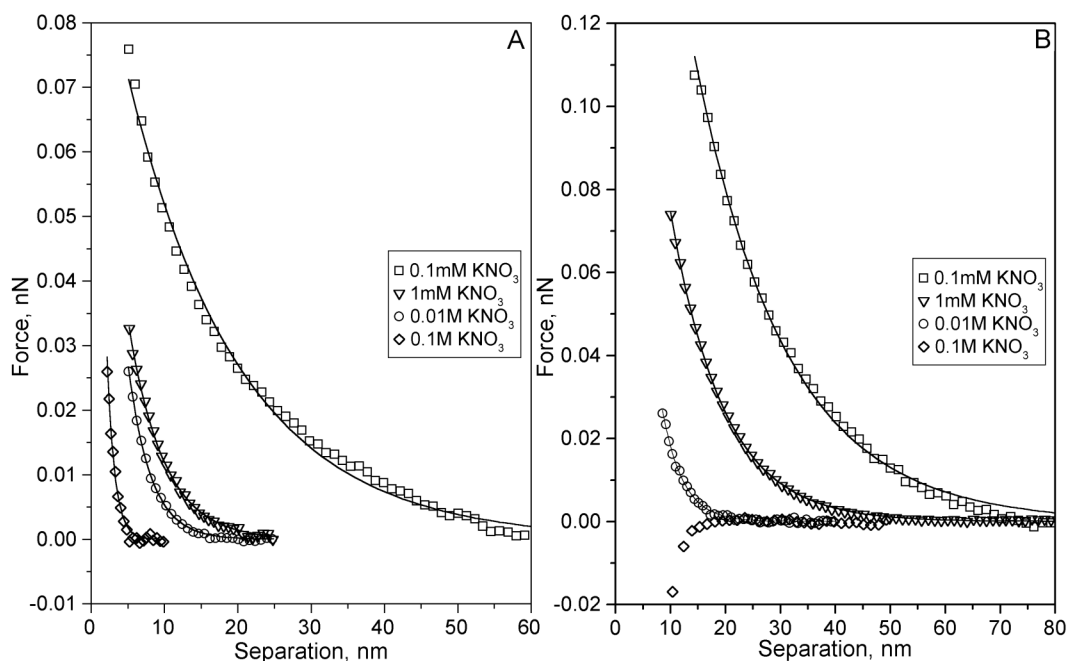 A
0.08
0.07
0.06
0.05
0.04
0.03
0.02
0.01
0.00
-0.01
Force, nN
0 10 20 30 40 50 60
Separation, nm
0.1mM KNO₃
1mM KNO₃
0.01M KNO₃
0.1M KNO₃
B
0.12
0.10
0.08
0.06
0.04
0.02
0.00
-0.02
Force, nN
0 10 20 30 40 50 60 70 80
Separation, nm
0.1mM KNO₃
1mM KNO₃
0.01M KNO₃
0.1M KNO₃